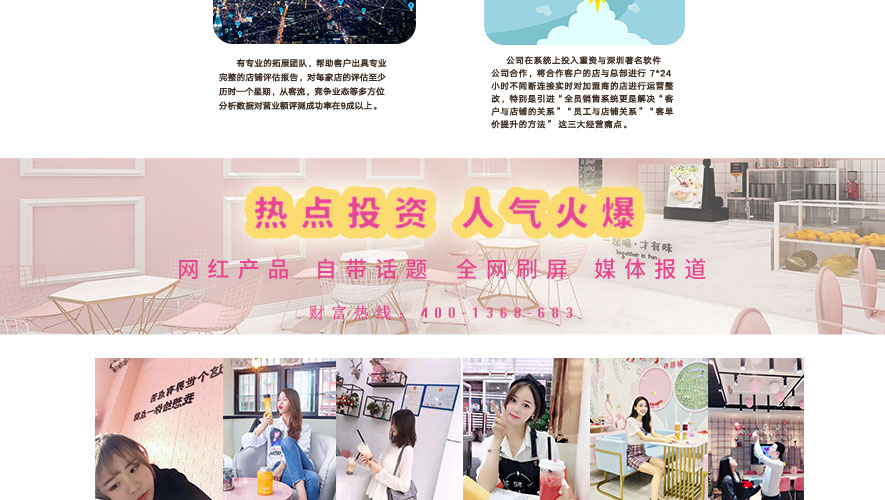 有专业的拓展团队，帮助客户出具专业
完整的店铺评估报告，对每家店的评估至少
历时一个星期，从客流，竞争业态等多方位
分析数据对营业额评测成功率在9成以上。
公司在系统上投入重资与深圳著名软件
公司合作，将合作客户的店与总部进行 7*24
小时不间断连接实时对加盟商的店进行运营整
改，特别是引进“全员销售系统更是解决“客
户与店铺的关系”“员工与店铺关系”“客单
价提升的方法” 这三大经营痛点。
热点投资 人气火爆
·才有味
together is fun
网红产品 自带话题 全网刷屏 媒体报道
财富热线：400-1368-683